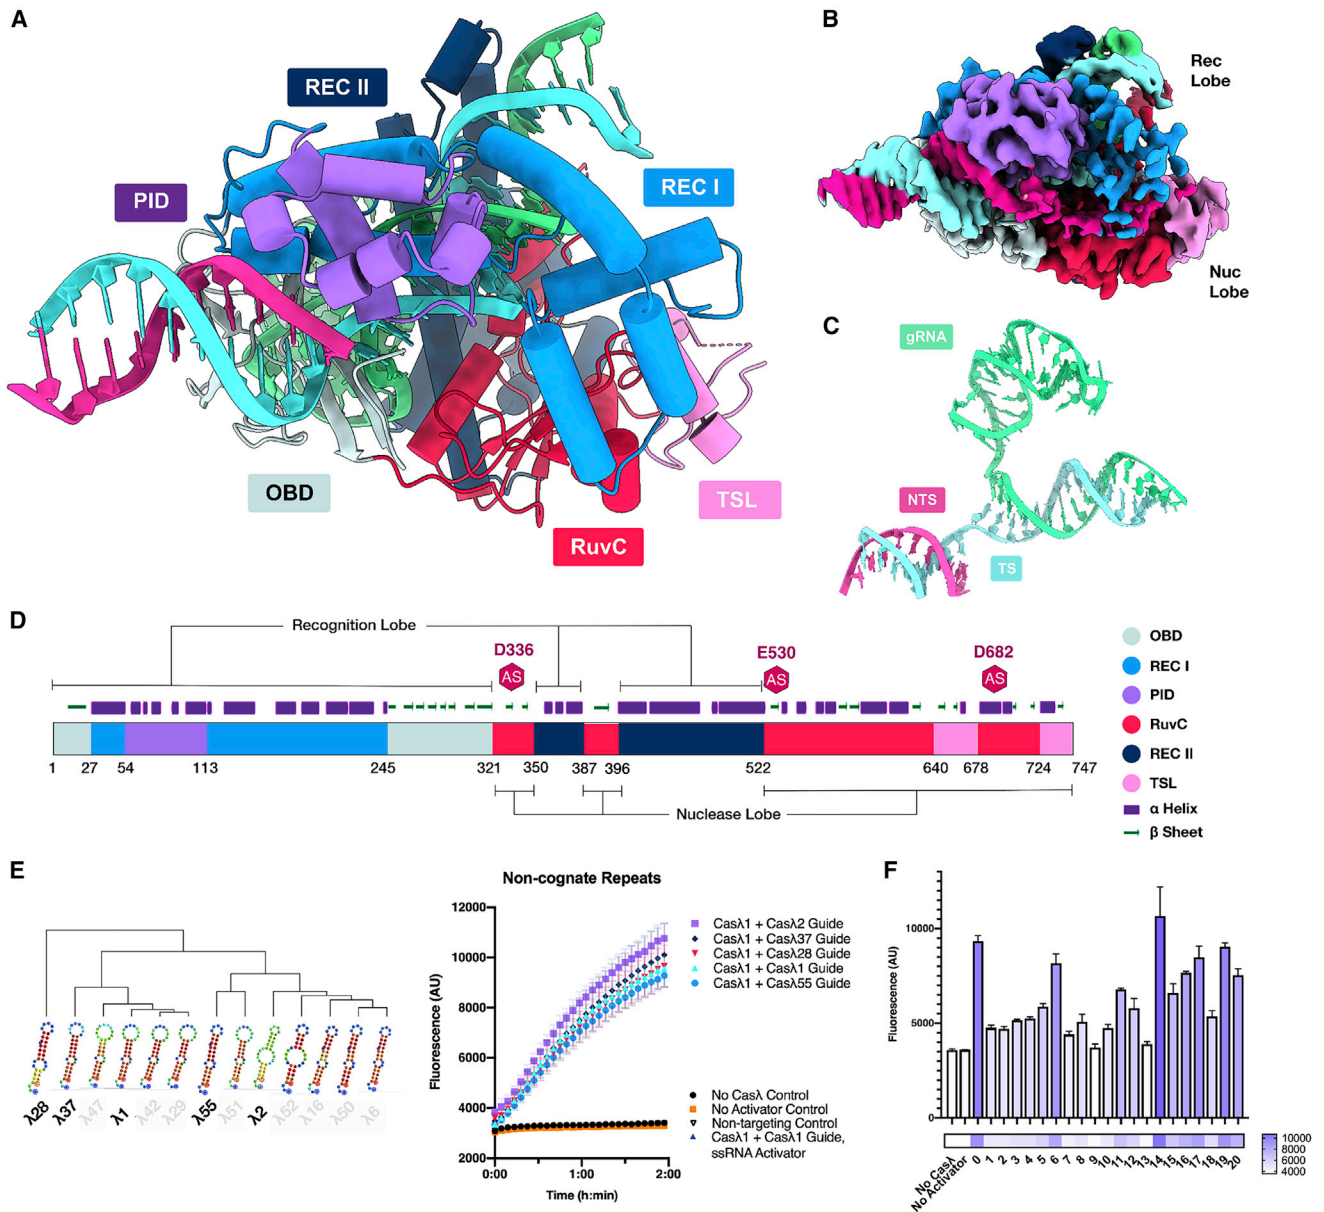 A
REC II
PID
REC I
OBD
TSL
RuvC
B
Rec
Lobe
Nuc
Lobe
C
gRNA
NTS
TS
D
Recognition Lobe
D336
E530
D682
AS
AS
AS
1 27 54 113 245 321 350 387 396 522 640 678 724 747
Nuclease Lobe
OBD
REC I
PID
RuvC
REC II
TSL
α Helix
β Sheet
E
λ28 λ37 λ47 λ1 λ42 λ29 λ55 λ51 λ2 λ52 λ16 λ50 λ6
Non-cognate Repeats
Fluorescence (AU)
12000
10000
8000
6000
4000
2000
0:00 1:00 2:00
Time (h:min)
Casλ1 + Casλ2 Guide
Casλ1 + Casλ37 Guide
Casλ1 + Casλ28 Guide
Casλ1 + Casλ1 Guide
Casλ1 + Casλ55 Guide
No Casλ Control
No Activator Control
Non-targeting Control
Casλ1 + Casλ1 Guide,
ssRNA Activator
F
Fluorescence (AU)
10000
5000
0
No Casλ
No Activator
0 1 2 3 4 5 6 7 8 9 10 11 12 13 14 15 16 17 18 19 20
10000
8000
6000
4000